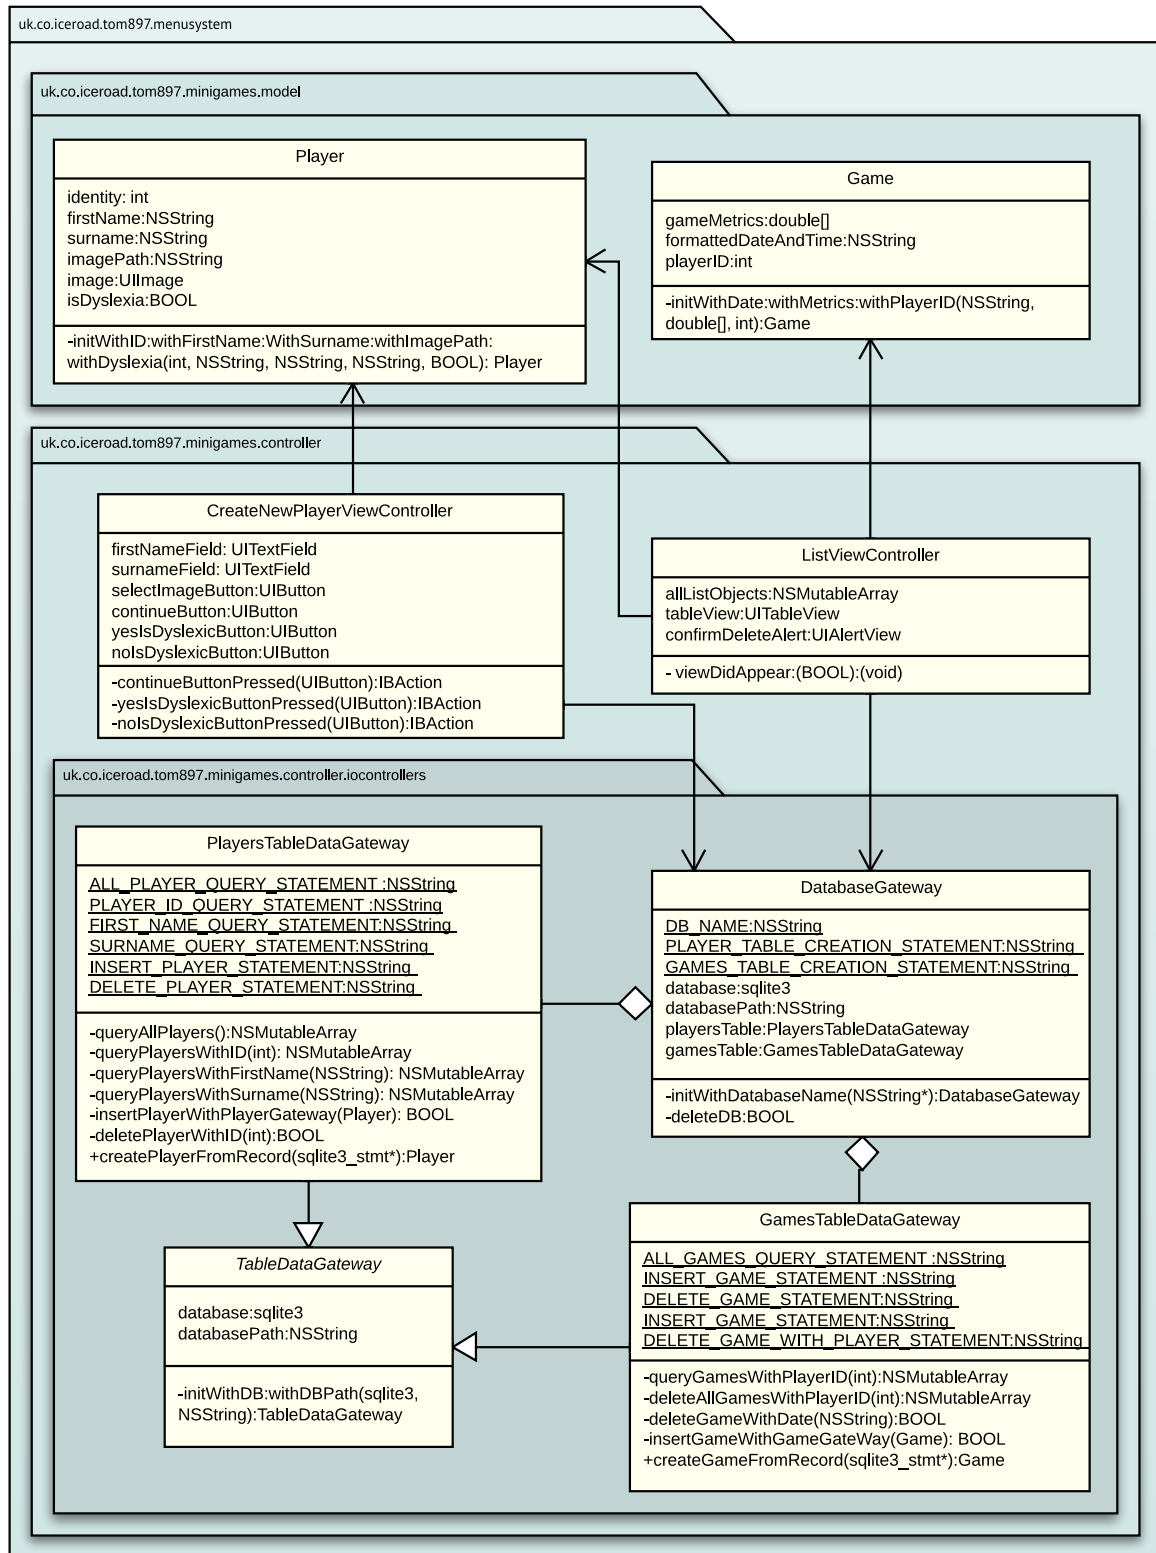 uk.co.iceroad.tom897.menusystem
uk.co.iceroad.tom897.minigames.model
Player
identity: int
firstName:NSString
surname:NSString
imagePath:NSString
image:UIImage
isDyslexia:BOOL
-initWithID:withFirstName:WithSurname:withImagePath:
withDyslexia(int, NSString, NSString, NSString, BOOL): Player
Game
gameMetrics:double[]
formattedDateAndTime:NSString
playerID:int
-initWithDate:withMetrics:withPlayerID(NSString,
double[], int):Game
uk.co.iceroad.tom897.minigames.controller
CreateNewPlayerViewController
firstNameField: UITextField
surnameField: UITextField
selectImageButton:UIButton
continueButton:UIButton
yesIsDyslexicButton:UIButton
noIsDyslexicButton:UIButton
-continueButtonPressed(UIButton):IBAction
-yesIsDyslexicButtonPressed(UIButton):IBAction
-noIsDyslexicButtonPressed(UIButton):IBAction
ListViewController
allListObjects:NSMutableArray
tableView:UITableView
confirmDeleteAlert:UIAlertView
- viewDidAppear:(BOOL):(void)
uk.co.iceroad.tom897.minigames.controller.iocontrollers
PlayersTableDataGateway
ALL_PLAYER_QUERY_STATEMENT :NSString
PLAYER_ID_QUERY_STATEMENT :NSString
FIRST_NAME_QUERY_STATEMENT:NSString
SURNAME_QUERY_STATEMENT:NSString
INSERT_PLAYER_STATEMENT:NSString
DELETE_PLAYER_STATEMENT:NSString
-queryAllPlayers():NSMutableArray
-queryPlayersWithID(int): NSMutableArray
-queryPlayersWithFirstName(NSString): NSMutableArray
-queryPlayersWithSurname(NSString): NSMutableArray
-insertPlayerWithPlayerGateway(Player): BOOL
-deletePlayerWithID(int):BOOL
+createPlayerFromRecord(sqlite3_stmt*):Player
DatabaseGateway
DB_NAME:NSString
PLAYER_TABLE_CREATION_STATEMENT:NSString
GAMES_TABLE_CREATION_STATEMENT:NSString
database:sqlite3
databasePath:NSString
playersTable:PlayersTableDataGateway
gamesTable:GamesTableDataGateway
-initWithDatabaseName(NSString*):DatabaseGateway
-deleteDB:BOOL
TableDataGateway
database:sqlite3
databasePath:NSString
-initWithDB:withDBPath(sqlite3,
NSString):TableDataGateway
GamesTableDataGateway
ALL_GAMES_QUERY_STATEMENT :NSString
INSERT_GAME_STATEMENT :NSString
DELETE_GAME_STATEMENT:NSString
INSERT_GAME_STATEMENT:NSString
DELETE_GAME_WITH_PLAYER_STATEMENT:NSString
-queryGamesWithPlayerID(int):NSMutableArray
-deleteAllGamesWithPlayerID(int):NSMutableArray
-deleteGameWithDate(NSString):BOOL
-insertGameWithGameGateWay(Game): BOOL
+createGameFromRecord(sqlite3_stmt*):Game